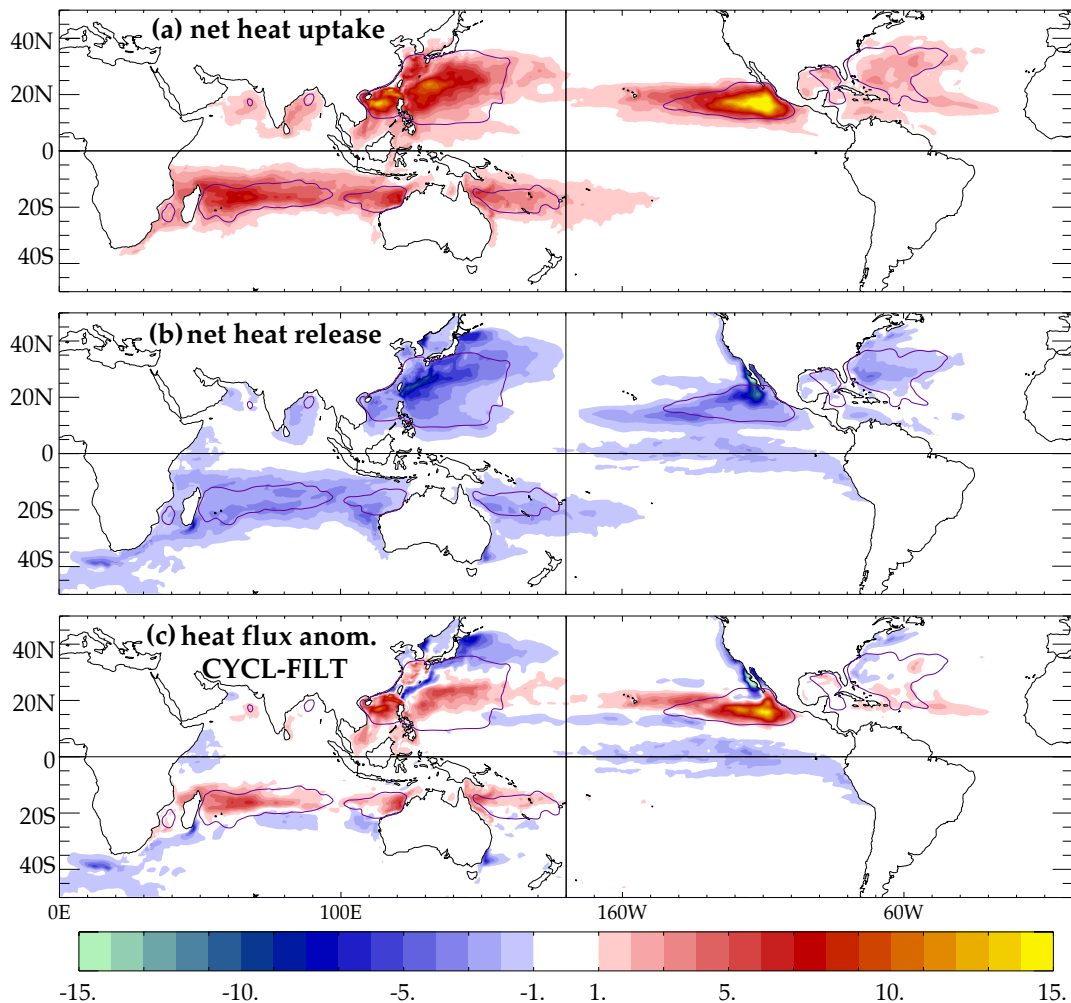 (a) net heat uptake
40N
20N
0
20S
40S
(b) net heat release
40N
20N
0
20S
40S
(c) heat flux anom.
CYCL-FILT
40N
20N
0
20S
40S
0E 100E 160W 60W
-15. -10. -5. -1. 1. 5. 10. 15.